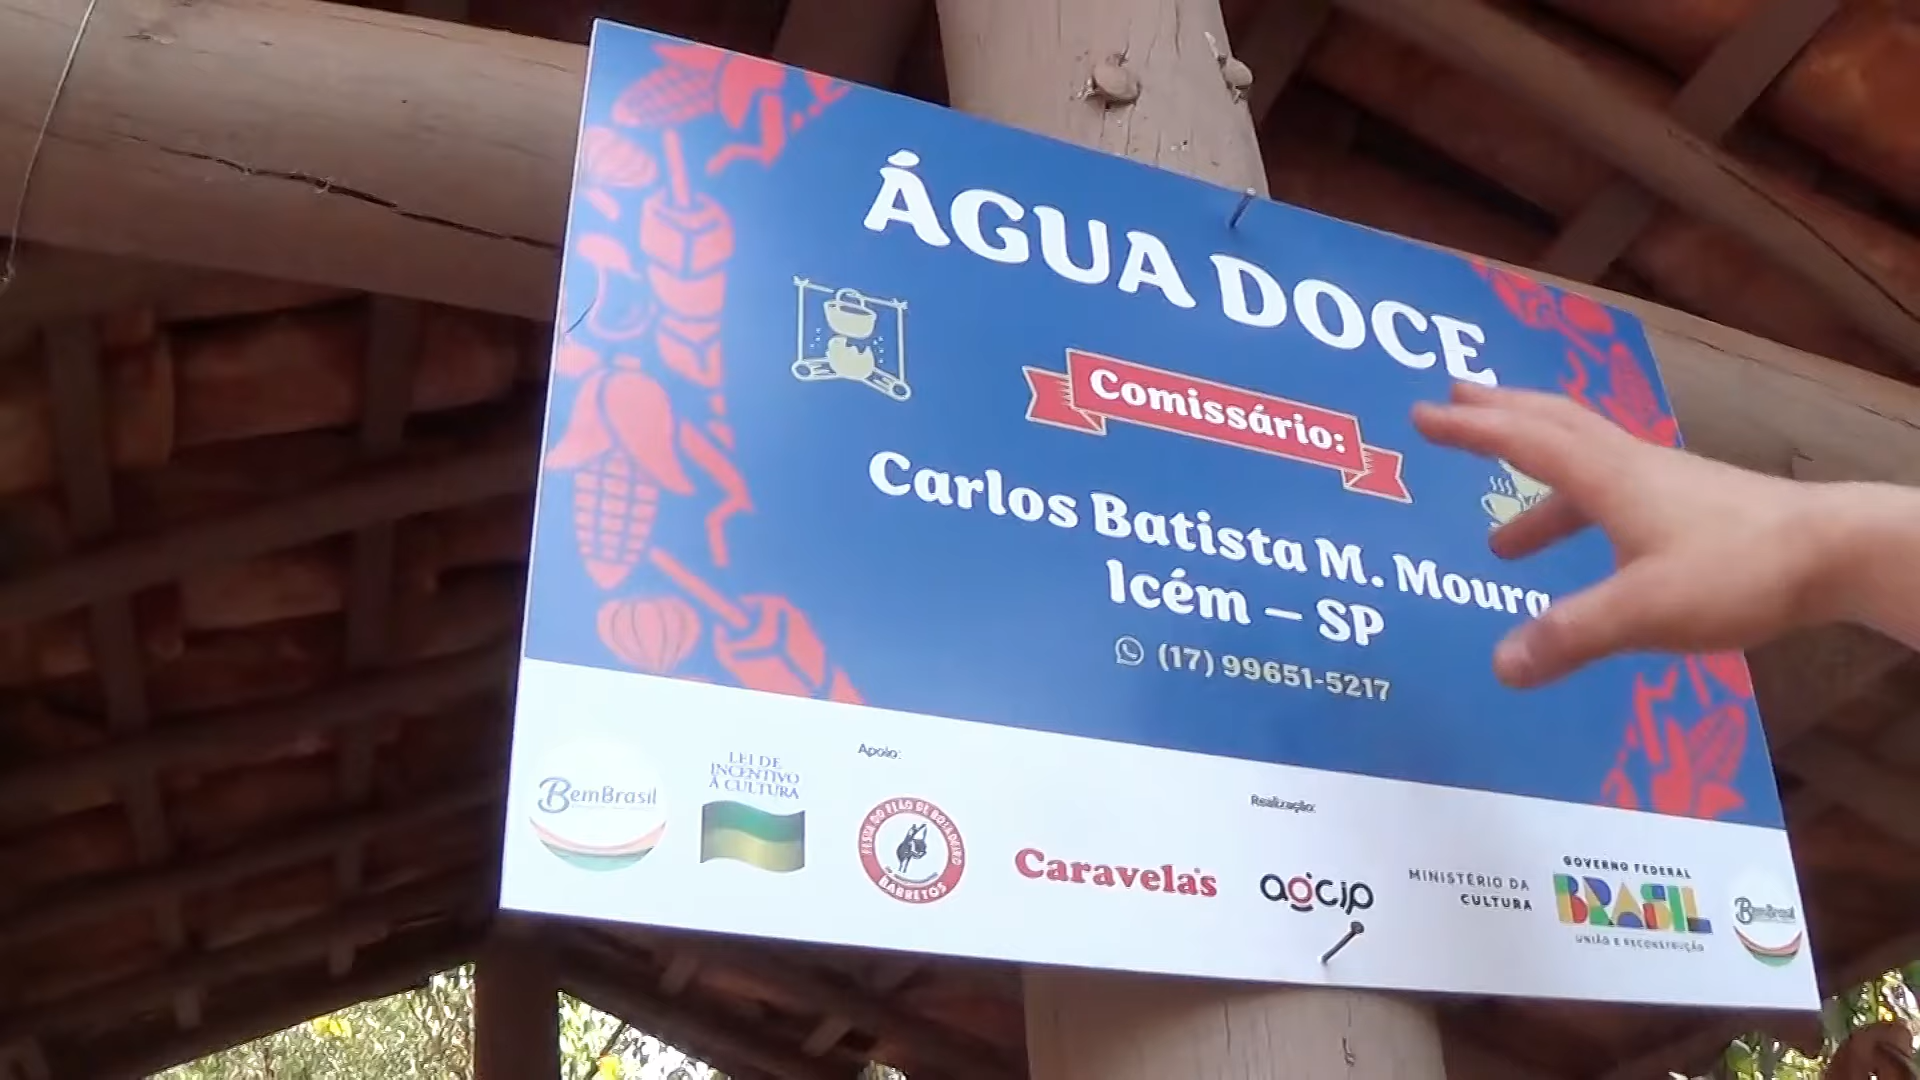 ÁGUA DOCE
Comissário:
Carlos Batista M. Moura
Icém – SP
(17) 99651-5217
BemBrasil
LEI DE
INCENTIVO
À CULTURA
Apoio:
FESTA DO PEÃO DE BOIADEIRO
BARRETOS
Caravelas
Realização:
agcip
MINISTÉRIO DA
CULTURA
GOVERNO FEDERAL
BRASIL
UNIÃO E RECONSTRUÇÃO
BemBrasil